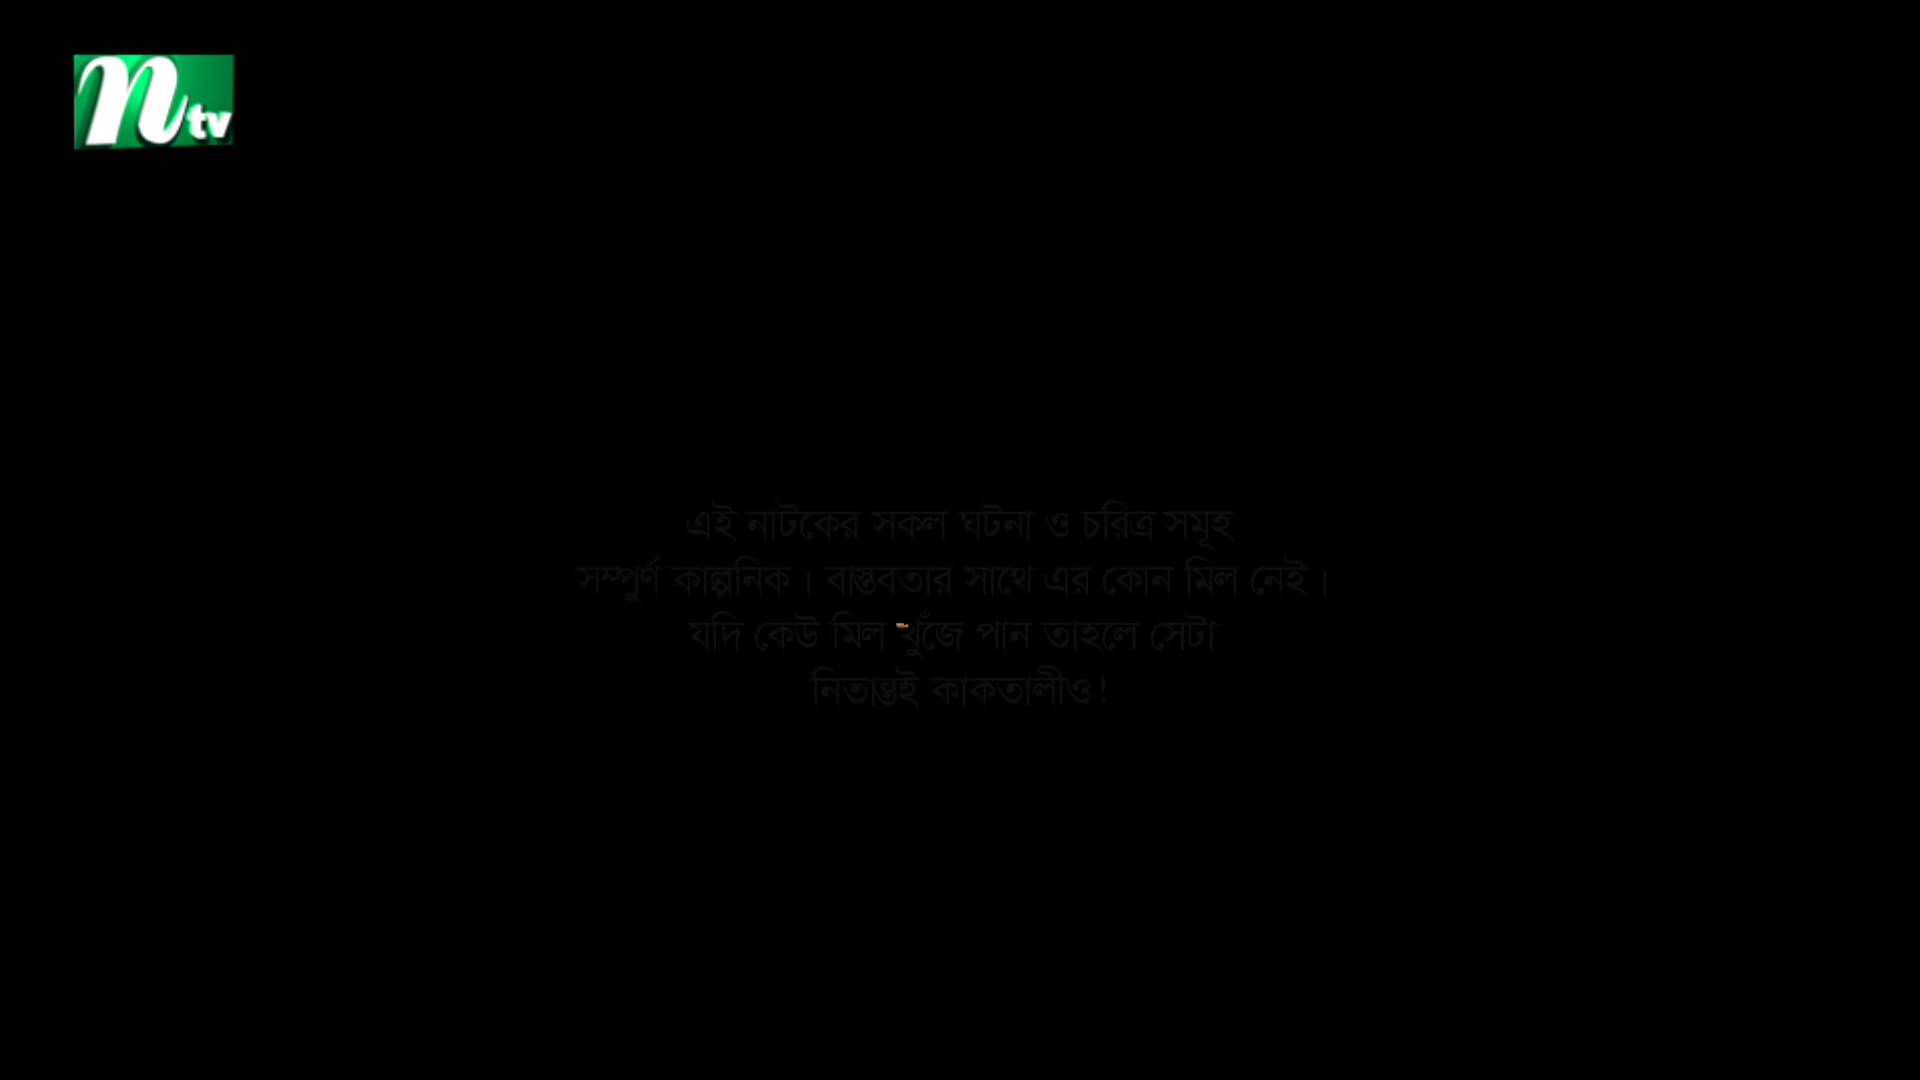 ntv
এই নাটকের সকল ঘটনা ও চরিত্র সমূহ
সম্পুর্ণ কাল্পনিক। বাস্তবতার সাথে এর কোন মিল নেই।
যদি কেউ মিল খুঁজে পান তাহলে সেটা
নিতান্তই কাকতালীও!